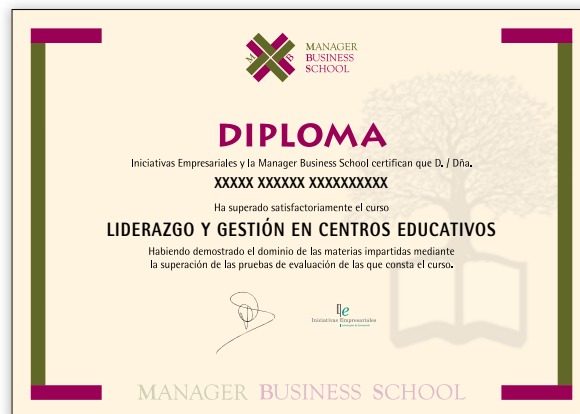 M B
MANAGER
BUSINESS
SCHOOL
DIPLOMA
Iniciativas Empresariales y la Manager Business School certifican que D. / Dña.
XXXXX XXXXXX XXXXXXXXXX
Ha superado satisfactoriamente el curso
LIDERAZGO Y GESTIÓN EN CENTROS EDUCATIVOS
Habiendo demostrado el dominio de las materias impartidas mediante
la superación de las pruebas de evaluación de las que consta el curso.
Iniciativas Empresariales
MANAGER BUSINESS SCHOOL